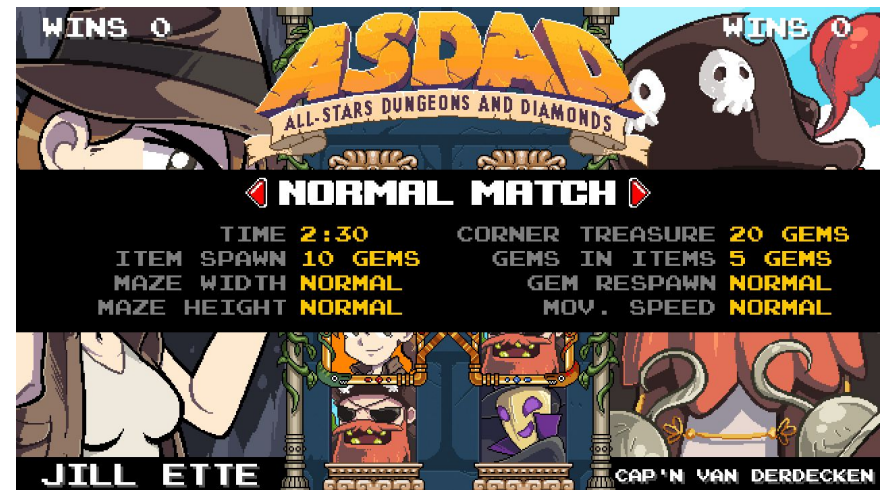 WINS 0
WINS 0
ASDAD
ALL-STARS DUNGEONS AND DIAMONDS
NORMAL MATCH
TIME 2:30
CORNER TREASURE 20 GEMS
ITEM SPAWN 10 GEMS
GEMS IN ITEMS 5 GEMS
MAZE WIDTH NORMAL
GEM RESPAWN NORMAL
MAZE HEIGHT NORMAL
MOV. SPEED NORMAL
JILL ETTE
CAP'N VAN DERDECKEN